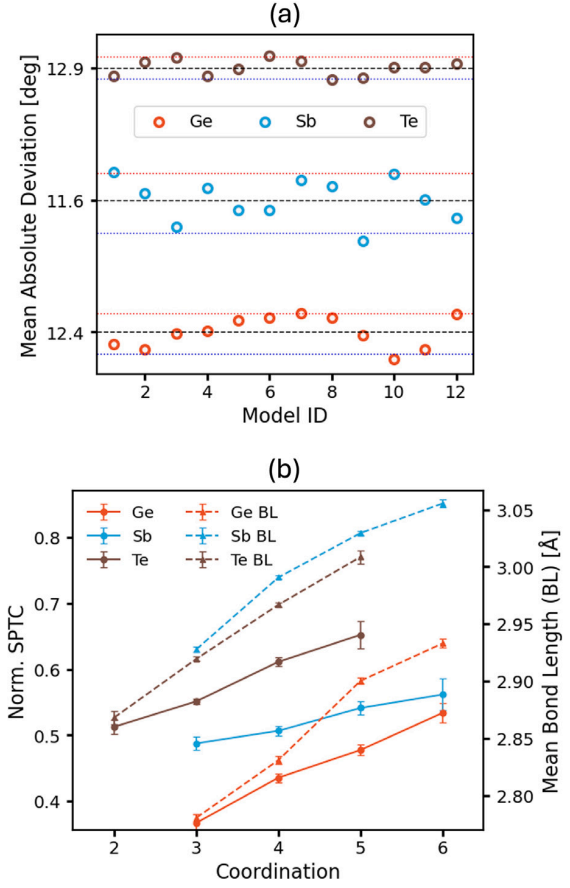 (a)
Mean Absolute Deviation [deg]
12.9
11.6
12.4
Ge Sb Te
2 4 6 8 10 12
Model ID
(b)
Norm. SPTC
0.8
0.7
0.6
0.5
0.4
Ge Ge BL
Sb Sb BL
Te Te BL
3.05
3.00
2.95
2.90
2.85
2.80
Mean Bond Length (BL) [Å]
2 3 4 5 6
Coordination